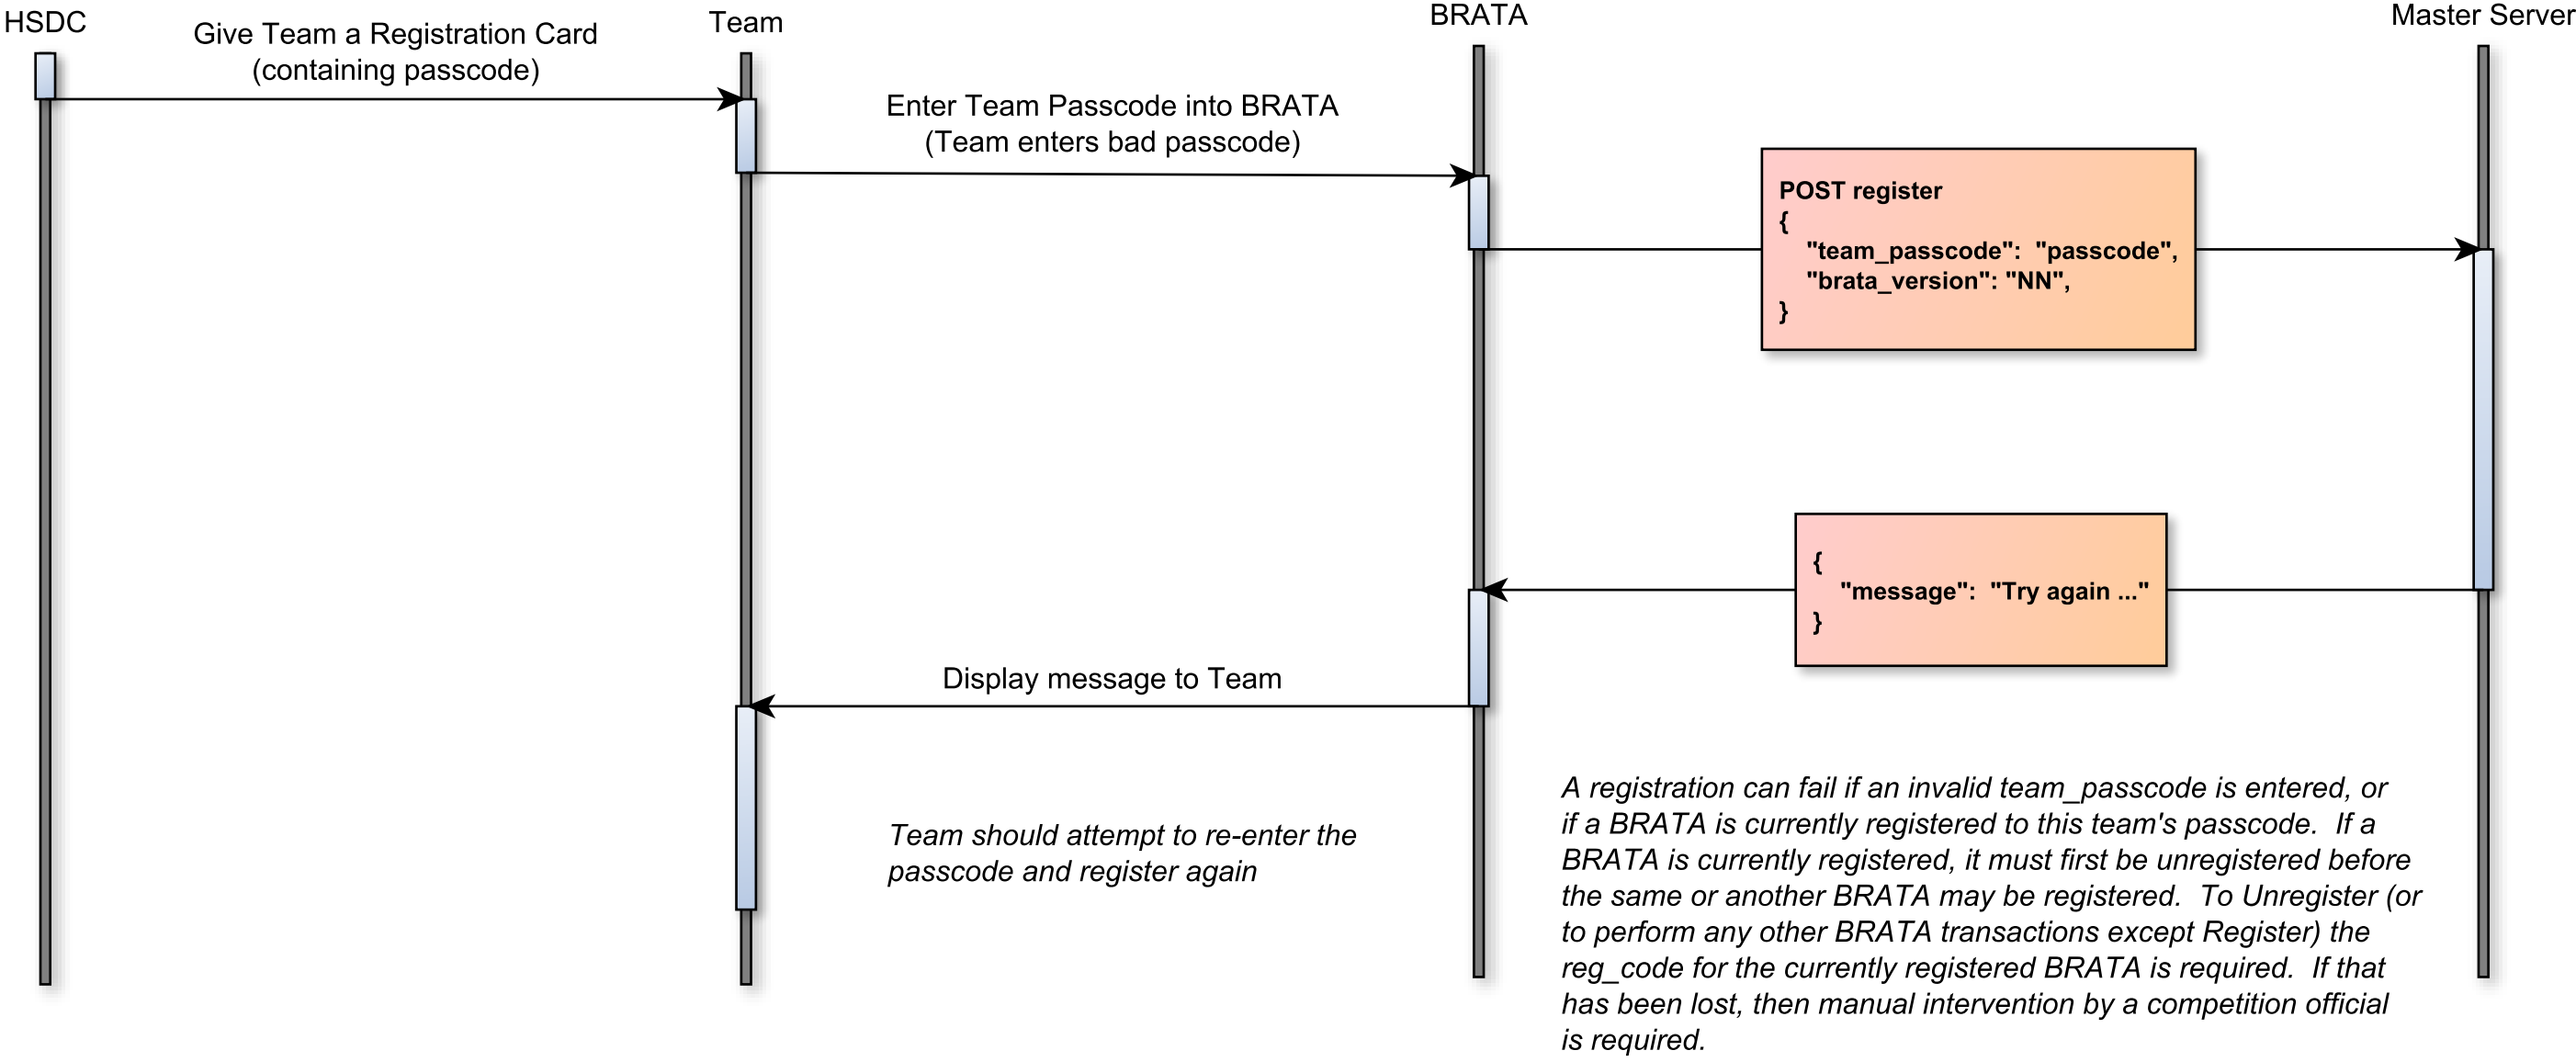 HSDC
Team
BRATA
Master Server
Give Team a Registration Card
(containing passcode)
Enter Team Passcode into BRATA
(Team enters bad passcode)
POST register
{
"team_passcode":  "passcode",
"brata_version": "NN",
}
{
"message":  "Try again ..."
}
Display message to Team
Team should attempt to re-enter the
passcode and register again
A registration can fail if an invalid team_passcode is entered, or
if a BRATA is currently registered to this team's passcode.  If a
BRATA is currently registered, it must first be unregistered before
the same or another BRATA may be registered.  To Unregister (or
to perform any other BRATA transactions except Register) the
reg_code for the currently registered BRATA is required.  If that
has been lost, then manual intervention by a competition official
is required.